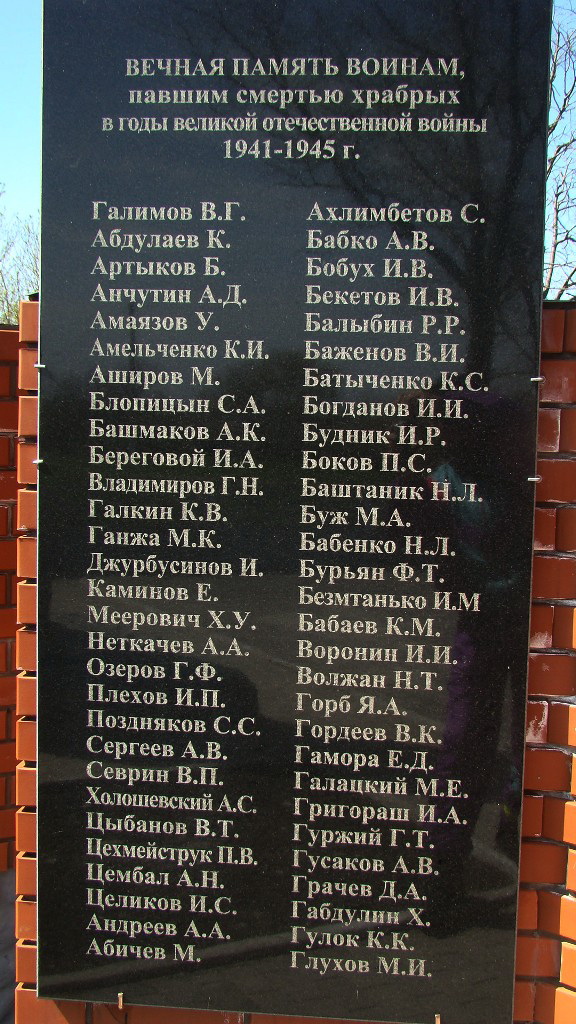 ВЕЧНАЯ ПАМЯТЬ ВОИНАМ,
павшим смертью храбрых
в годы великой отечественной войны
1941-1945 г.
Галимов В.Г.
Абдулаев К.
Артыков Б.
Анчутин А.Д.
Амаязов У.
Амельченко К.И.
Аширов М.
Блопицын С.А.
Башмаков А.К.
Береговой И.А.
Владимиров Г.Н.
Галкин К.В.
Ганжа М.К.
Джурбусинов И.
Каминов Е.
Меерович Х.У.
Неткачев А.А.
Озеров Г.Ф.
Плехов И.П.
Поздняков С.С.
Сергеев А.В.
Севрин В.П.
Холошевский А.С.
Цыбанов В.Т.
Цехмейструк П.В.
Цембал А.Н.
Целиков И.С.
Андреев А.А.
Абичев М.
Ахлимбетов С.
Бабко А.В.
Бобух И.В.
Бекетов И.В.
Балыбин Р.Р.
Баженов В.И.
Батыченко К.С.
Богданов И.И.
Будник И.Р.
Боков П.С.
Баштаник Н.Л.
Буж М.А.
Бабенко Н.Л.
Бурьян Ф.Т.
Безмтанько И.М
Бабаев К.М.
Воронин И.И.
Волжан Н.Т.
Горб Я.А.
Гордеев В.К.
Гамора Е.Д.
Галацкий М.Е.
Григораш И.А.
Гуржий Г.Т.
Гусаков А.В.
Грачев Д.А.
Габдулин Х.
Гулок К.К.
Глухов М.И.